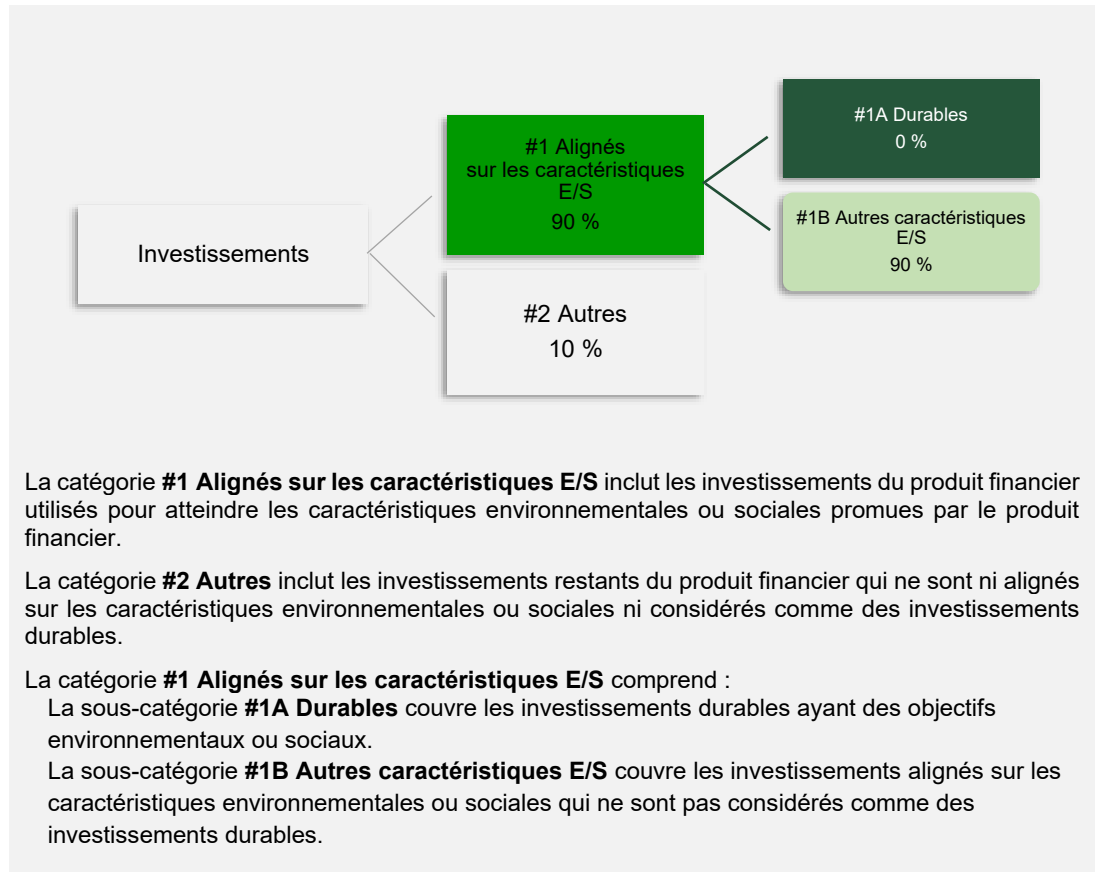 #1A Durables
0 %
#1 Alignés
sur les caractéristiques
E/S
90 %
#1B Autres caractéristiques
E/S
90 %
Investissements
#2 Autres
10 %
La catégorie #1 Alignés sur les caractéristiques E/S inclut les investissements du produit financier
utilisés pour atteindre les caractéristiques environnementales ou sociales promues par le produit
financier.
La catégorie #2 Autres inclut les investissements restants du produit financier qui ne sont ni alignés
sur les caractéristiques environnementales ou sociales ni considérés comme des investissements
durables.
La catégorie #1 Alignés sur les caractéristiques E/S comprend :
La sous-catégorie #1A Durables couvre les investissements durables ayant des objectifs
environnementaux ou sociaux.
La sous-catégorie #1B Autres caractéristiques E/S couvre les investissements alignés sur les
caractéristiques environnementales ou sociales qui ne sont pas considérés comme des
investissements durables.